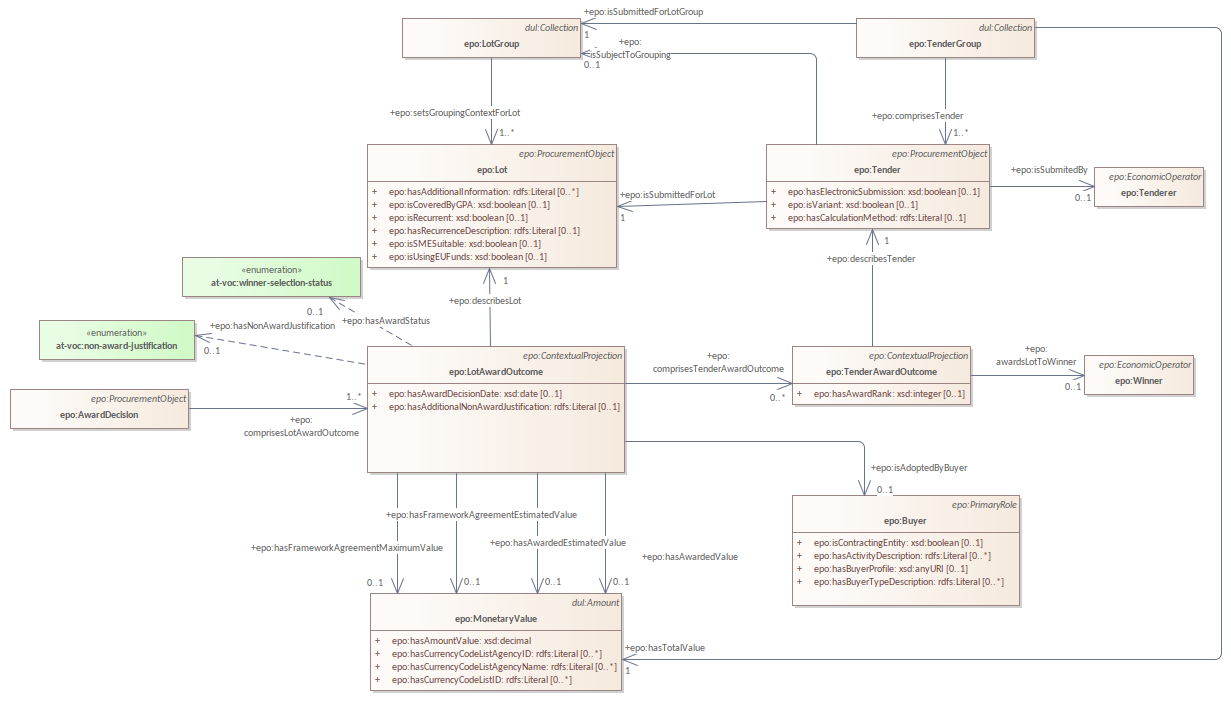 +epo:isSubmittedForLotGroup
dul:Collection
epo:LotGroup
1
+epo:
isSubjectToGrouping
0..1
dul:Collection
epo:TenderGroup
+epo:setsGroupingContextForLot
1..*
+epo:comprisesTender
1..*
epo:ProcurementObject
epo:Lot
+ epo:hasAdditionalInformation: rdfs:Literal [0..*]
+ epo:isCoveredByGPA: xsd:boolean [0..1]
+ epo:isRecurrent: xsd:boolean [0..1]
+ epo:hasRecurrenceDescription: rdfs:Literal [0..1]
+ epo:isSMESuitable: xsd:boolean [0..1]
+ epo:isUsingEUFunds: xsd:boolean [0..1]
+epo:isSubmittedForLot
1
epo:ProcurementObject
epo:Tender
+ epo:hasElectronicSubmission: xsd:boolean [0..1]
+ epo:isVariant: xsd:boolean [0..1]
+ epo:hasCalculationMethod: rdfs:Literal [0..1]
+epo:isSubmitedBy
0..1
epo:EconomicOperator
epo:Tenderer
1
+epo:describesTender
1
+epo:describesLot
«enumeration»
at-voc:winner-selection-status
0..1
+epo:hasAwardStatus
«enumeration»
at-voc:non-award-justification
+epo:hasNonAwardJustification
0..1
epo:ContextualProjection
epo:LotAwardOutcome
+ epo:hasAwardDecisionDate: xsd:date [0..1]
+ epo:hasAdditionalNonAwardJustification: rdfs:Literal [0..1]
+epo:
comprisesTenderAwardOutcome
0..*
epo:ContextualProjection
epo:TenderAwardOutcome
+ epo:hasAwardRank: xsd:integer [0..1]
+epo:
awardsLotToWinner
0..1
epo:EconomicOperator
epo:Winner
epo:ProcurementObject
epo:AwardDecision
1..*
+epo:
comprisesLotAwardOutcome
+epo:isAdoptedByBuyer
0..1
epo:PrimaryRole
epo:Buyer
+ epo:isContractingEntity: xsd:boolean [0..1]
+ epo:hasActivityDescription: rdfs:Literal [0..*]
+ epo:hasBuyerProfile: xsd:anyURI [0..1]
+ epo:hasBuyerTypeDescription: rdfs:Literal [0..*]
+epo:hasFrameworkAgreementEstimatedValue
+epo:hasFrameworkAgreementMaximumValue
+epo:hasAwardedEstimatedValue
+epo:hasAwardedValue
0..1
0..1
0..1
0..1
dul:Amount
epo:MonetaryValue
+ epo:hasAmountValue: xsd:decimal
+ epo:hasCurrencyCodeListAgencyID: rdfs:Literal [0..*]
+ epo:hasCurrencyCodeListAgencyName: rdfs:Literal [0..*]
+ epo:hasCurrencyCodeListID: rdfs:Literal [0..*]
+epo:hasTotalValue
1